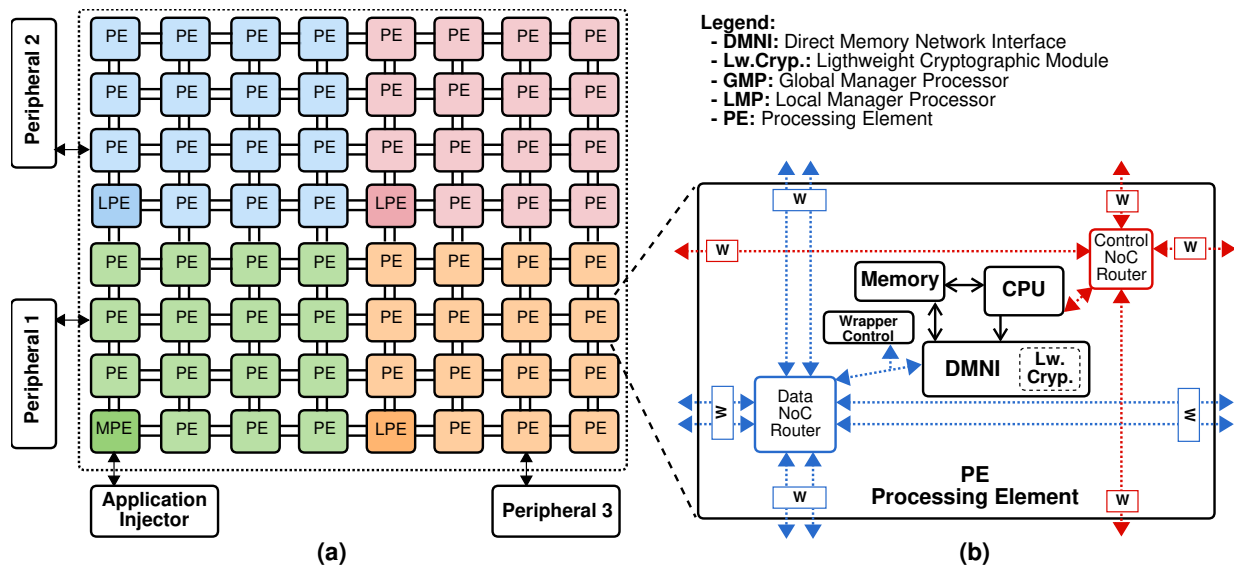 Peripheral 2
Peripheral 1
PE PE PE PE PE PE PE PE
PE PE PE PE PE PE PE PE
PE PE PE PE PE PE PE PE
LPE PE PE PE LPE PE PE PE
PE PE PE PE PE PE PE PE
PE PE PE PE PE PE PE PE
PE PE PE PE PE PE PE PE
MPE PE PE PE LPE PE PE PE
Application
Injector
Peripheral 3
(a)
Legend:
- DMNI: Direct Memory Network Interface
- Lw.Cryp.: Ligthweight Cryptographic Module
- GMP: Global Manager Processor
- LMP: Local Manager Processor
- PE: Processing Element
W
W
W
W
Control
NoC
Router
Memory
CPU
Wrapper
Control
DMNI
Lw.
Cryp.
Data
NoC
Router
W
W
PE
Processing Element
W
W
(b)